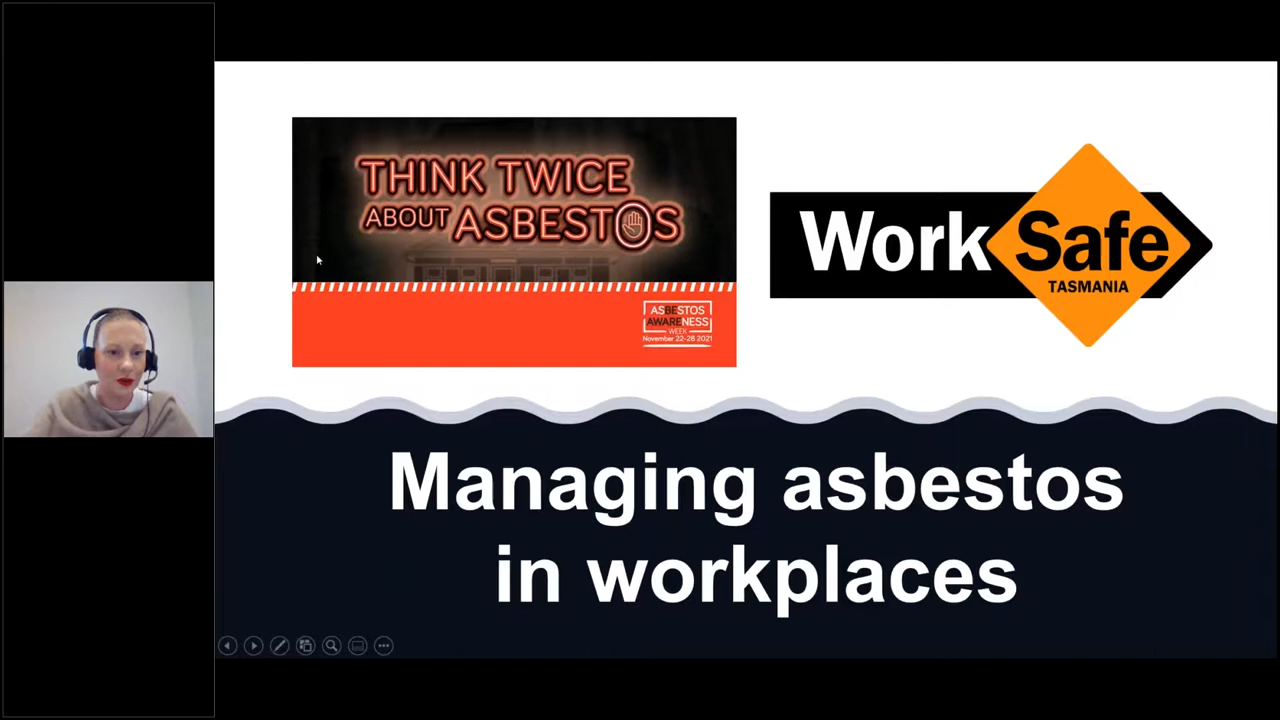 THINK TWICE
ABOUT ASBESTOS
ASBESTOS
AWARENESS
WEEK
November 22-28 2021
WorkSafe
TASMANIA
Managing asbestos
in workplaces